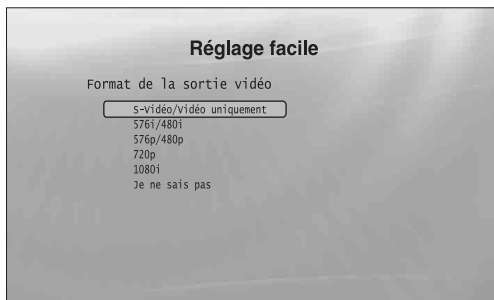 Réglage facile
Format de la sortie vidéo
S-Vidéo/Vidéo uniquement
576i/480i
576p/480p
720p
1080i
Je ne sais pas